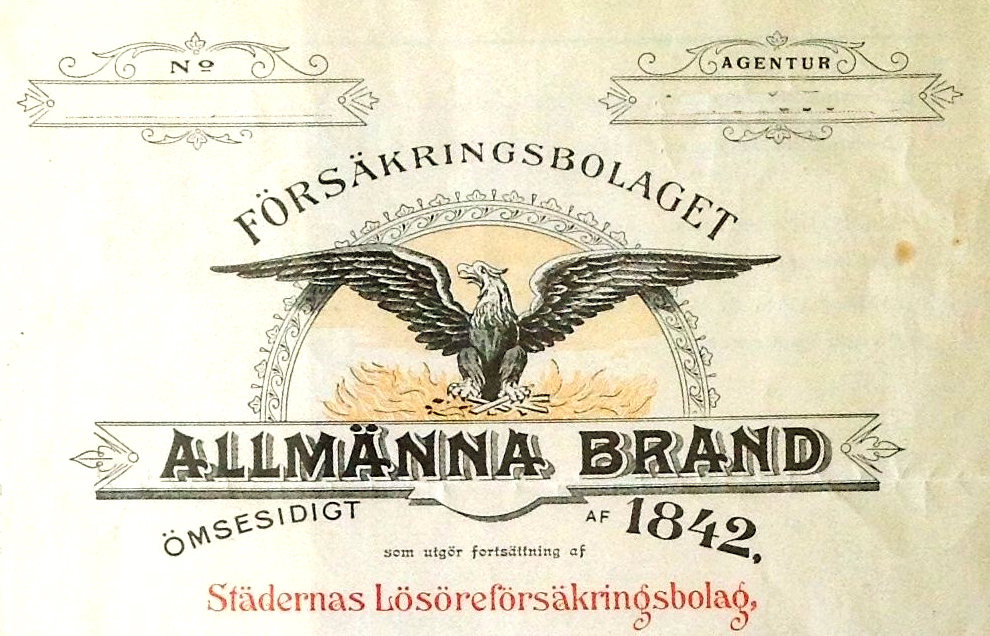 Nº
AGENTUR
FÖRSÄKRINGSBOLAGET
ALLMÄNNA BRAND
ÖMSESIDIGT AF 1842,
som utgör fortsättning af
Städernas Lösöreförsäkringsbolag,